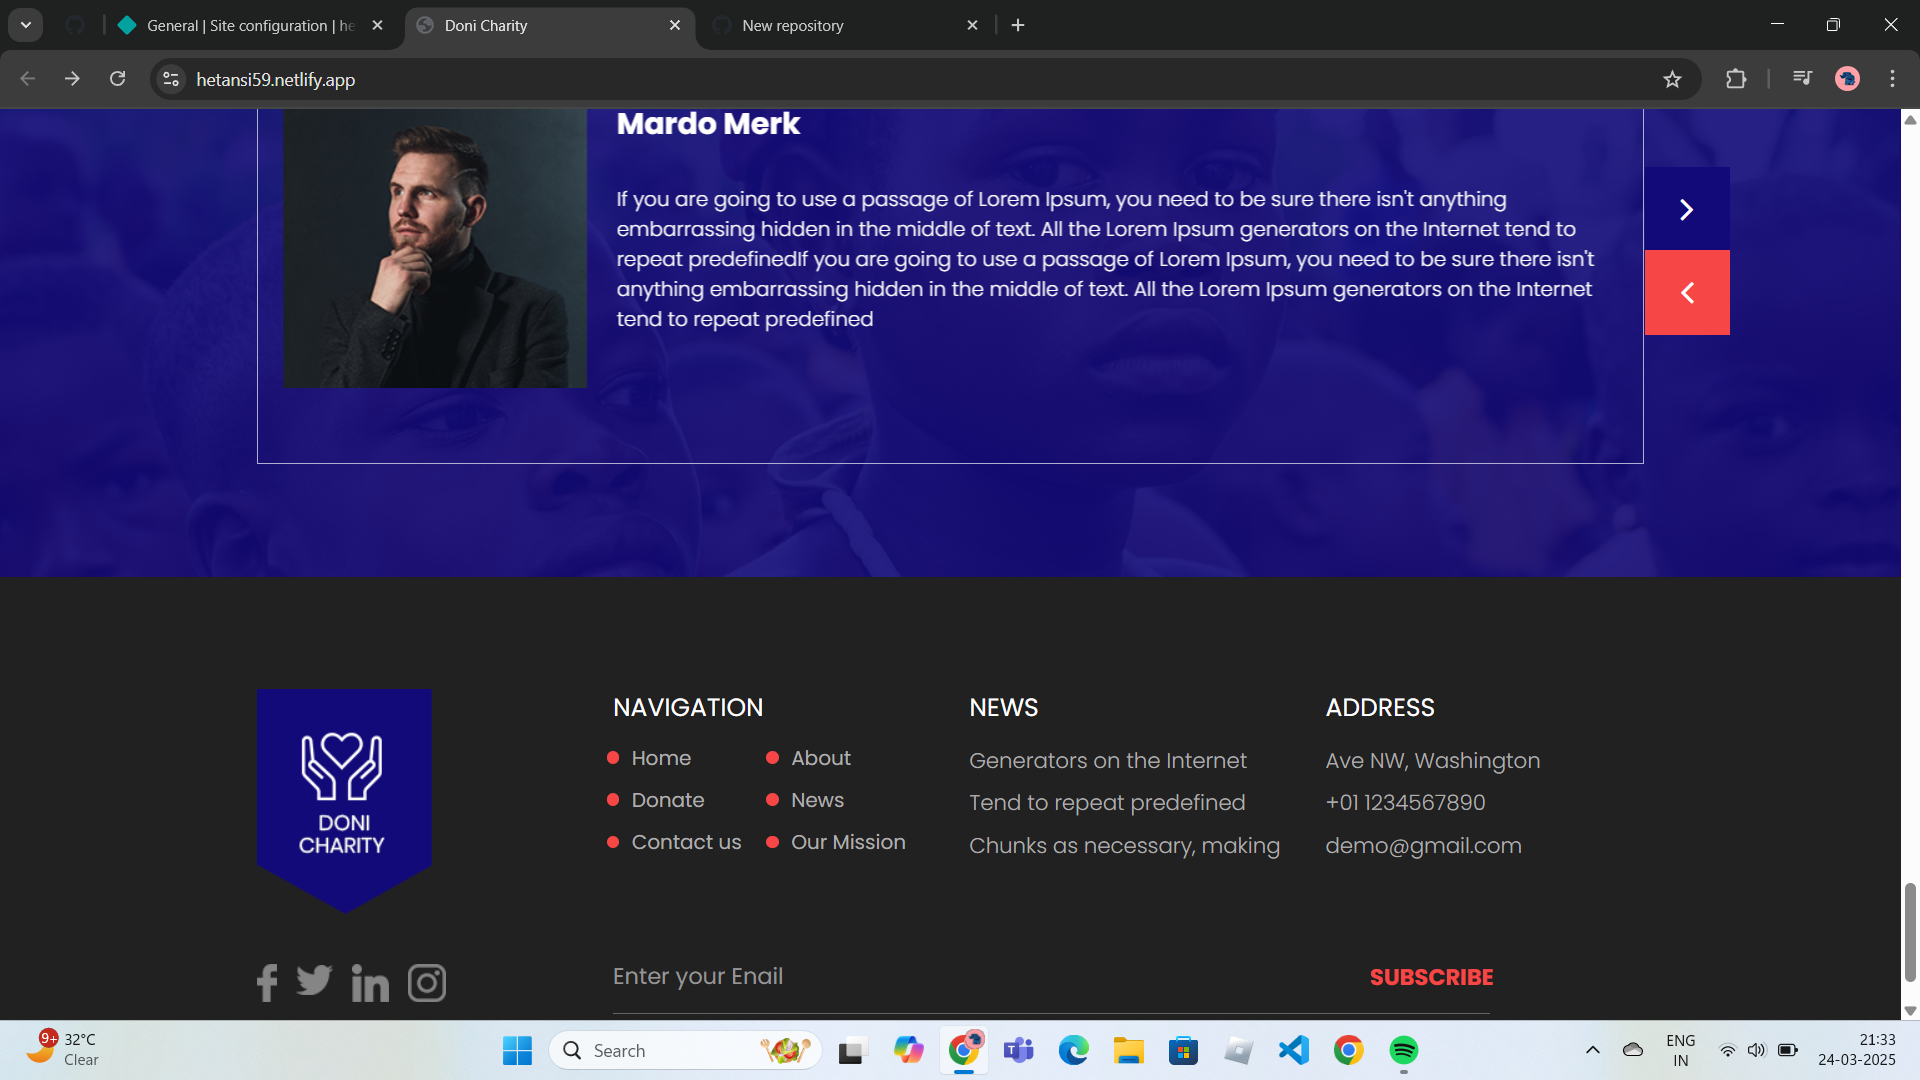 General | Site configuration | he
Doni Charity
New repository
hetansi59.netlify.app
Mardo Merk
If you are going to use a passage of Lorem Ipsum, you need to be sure there isn't anything
embarrassing hidden in the middle of text. All the Lorem Ipsum generators on the Internet tend to
repeat predefinedIf you are going to use a passage of Lorem Ipsum, you need to be sure there isn't
anything embarrassing hidden in the middle of text. All the Lorem Ipsum generators on the Internet
tend to repeat predefined
DONI
CHARITY
NAVIGATION
Home
About
Donate
News
Contact us
Our Mission
NEWS
Generators on the Internet
Tend to repeat predefined
Chunks as necessary, making
ADDRESS
Ave NW, Washington
+01 1234567890
demo@gmail.com
Enter your Enail
SUBSCRIBE
9+
32°C
Clear
Search
ENG
IN
21:33
24-03-2025